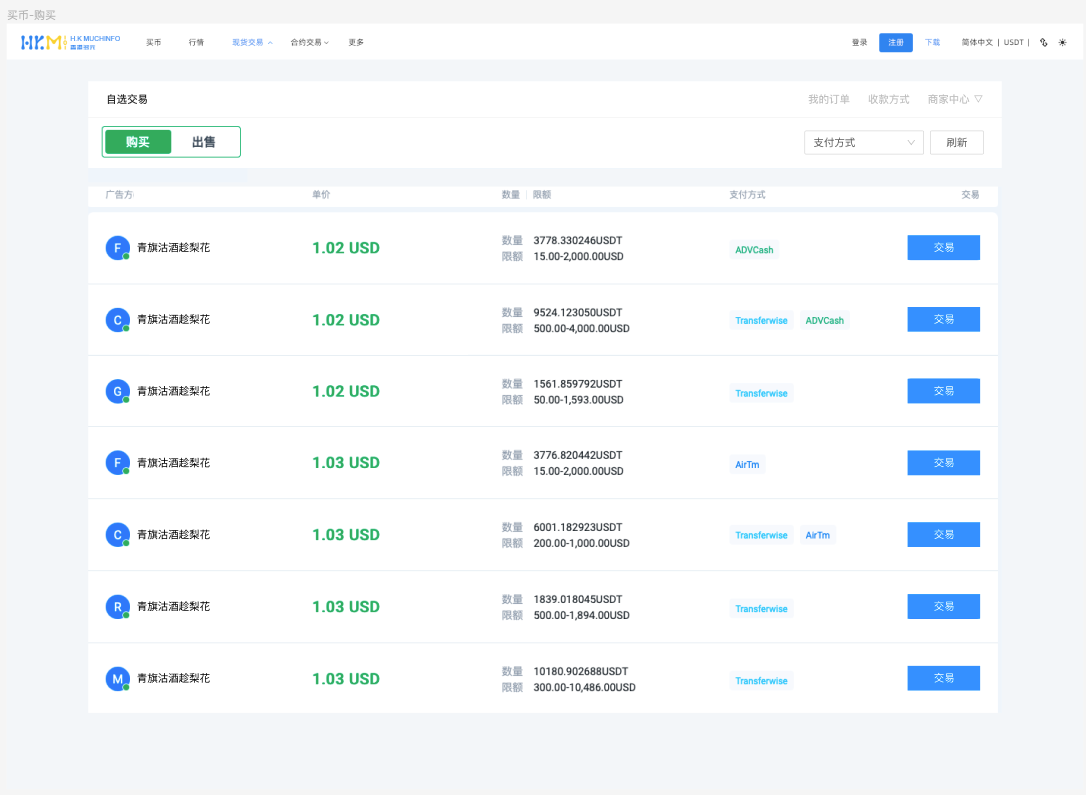 买币-购买
H.K MUCHINFO
买币 行情 现货交易 合约交易 更多 登录 注册 下载 简体中文 | USDT |
自选交易 我的订单 收款方式 商家中心
购买 出售 支付方式 刷新
广告方 单价 数量 | 限额 支付方式 交易
F 青旗沽酒趁梨花 1.02 USD 数量 3778.330246USDT ADVCash 交易
限额 15.00-2,000.00USD
C 青旗沽酒趁梨花 1.02 USD 数量 9524.123050USDT Transferwise ADVCash 交易
限额 500.00-4,000.00USD
G 青旗沽酒趁梨花 1.02 USD 数量 1561.859792USDT Transferwise 交易
限额 50.00-1,593.00USD
F 青旗沽酒趁梨花 1.03 USD 数量 3776.820442USDT AirTm 交易
限额 15.00-2,000.00USD
C 青旗沽酒趁梨花 1.03 USD 数量 6001.182923USDT Transferwise AirTm 交易
限额 200.00-1,000.00USD
R 青旗沽酒趁梨花 1.03 USD 数量 1839.018045USDT Transferwise 交易
限额 500.00-1,894.00USD
M 青旗沽酒趁梨花 1.03 USD 数量 10180.902688USDT Transferwise 交易
限额 300.00-10,486.00USD